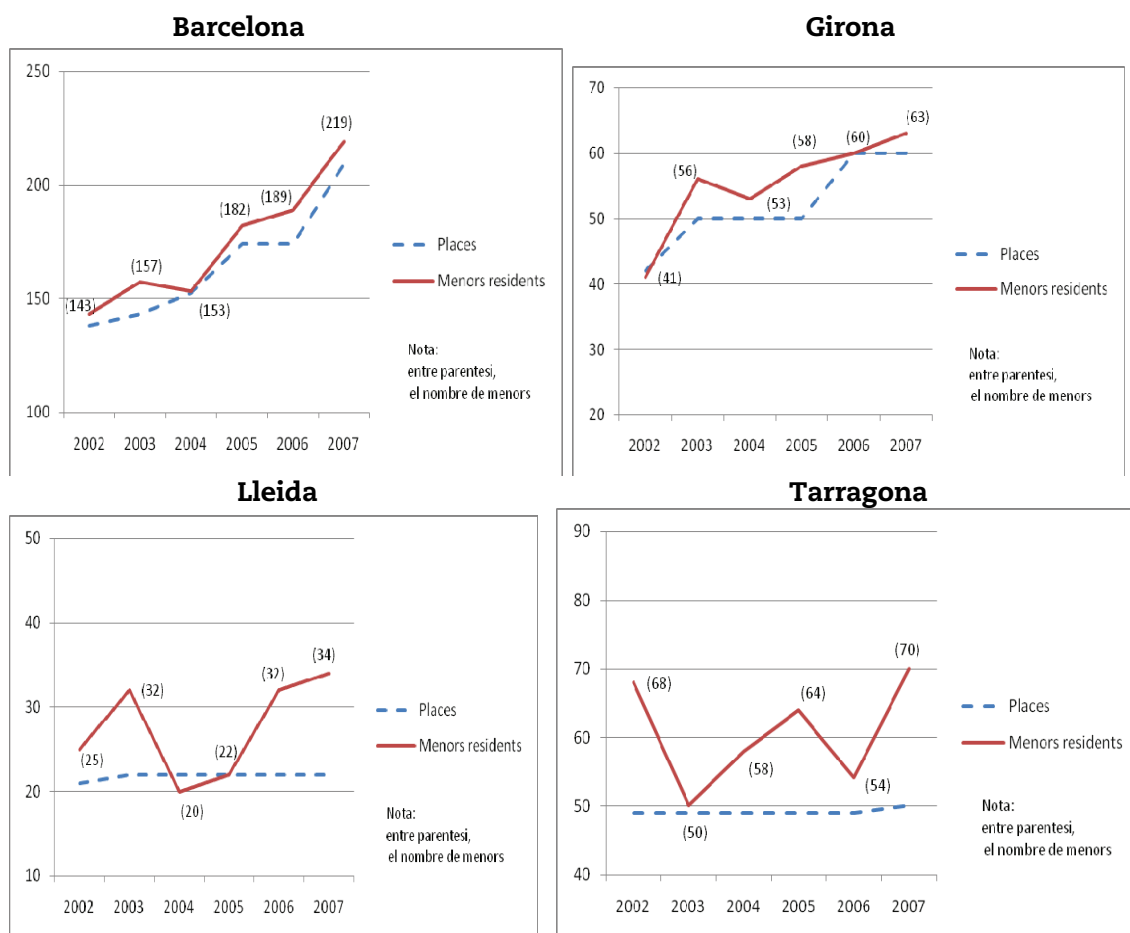 Barcelona
250
200
150
100
(143)
(157)
(153)
(182)
(189)
(219)
2002 2003 2004 2005 2006 2007
Places
Menors residents
Nota:
entre parentesi,
el nombre de menors
Girona
70
60
50
40
30
20
(41)
(56)
(53)
(58)
(60)
(63)
2002 2003 2004 2005 2006 2007
Places
Menors residents
Nota:
entre parentesi,
el nombre de menors
Lleida
50
40
30
20
10
(25)
(32)
(20)
(22)
(32)
(34)
2002 2003 2004 2005 2006 2007
Places
Menors residents
Nota:
entre parentesi,
el nombre de menors
Tarragona
90
80
70
60
50
40
(68)
(50)
(58)
(64)
(54)
(70)
2002 2003 2004 2005 2006 2007
Places
Menors residents
Nota:
entre parentesi,
el nombre de menors